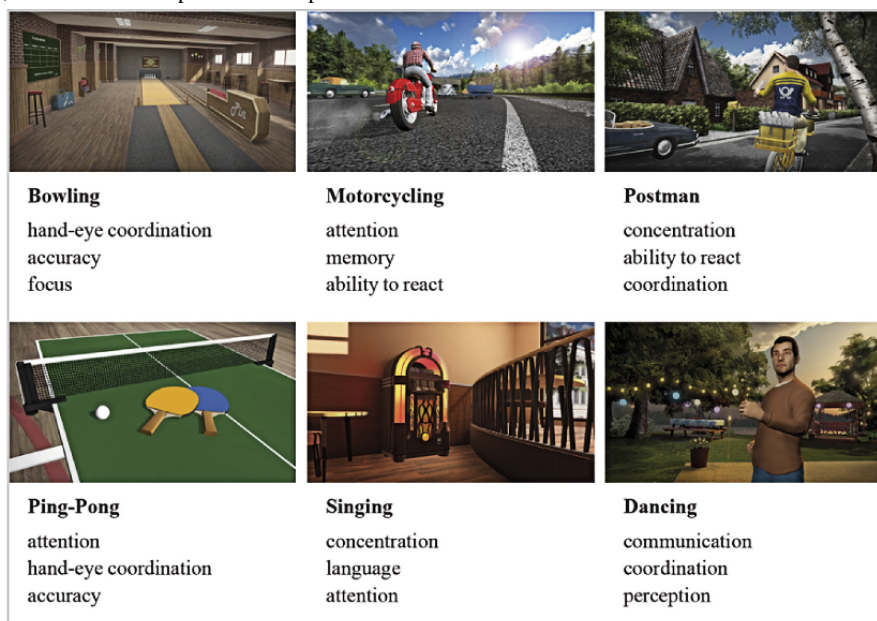 Bowling
hand-eye coordination
accuracy
focus
Motorcycling
attention
memory
ability to react
Postman
concentration
ability to react
coordination
Ping-Pong
attention
hand-eye coordination
accuracy
Singing
concentration
language
attention
Dancing
communication
coordination
perception